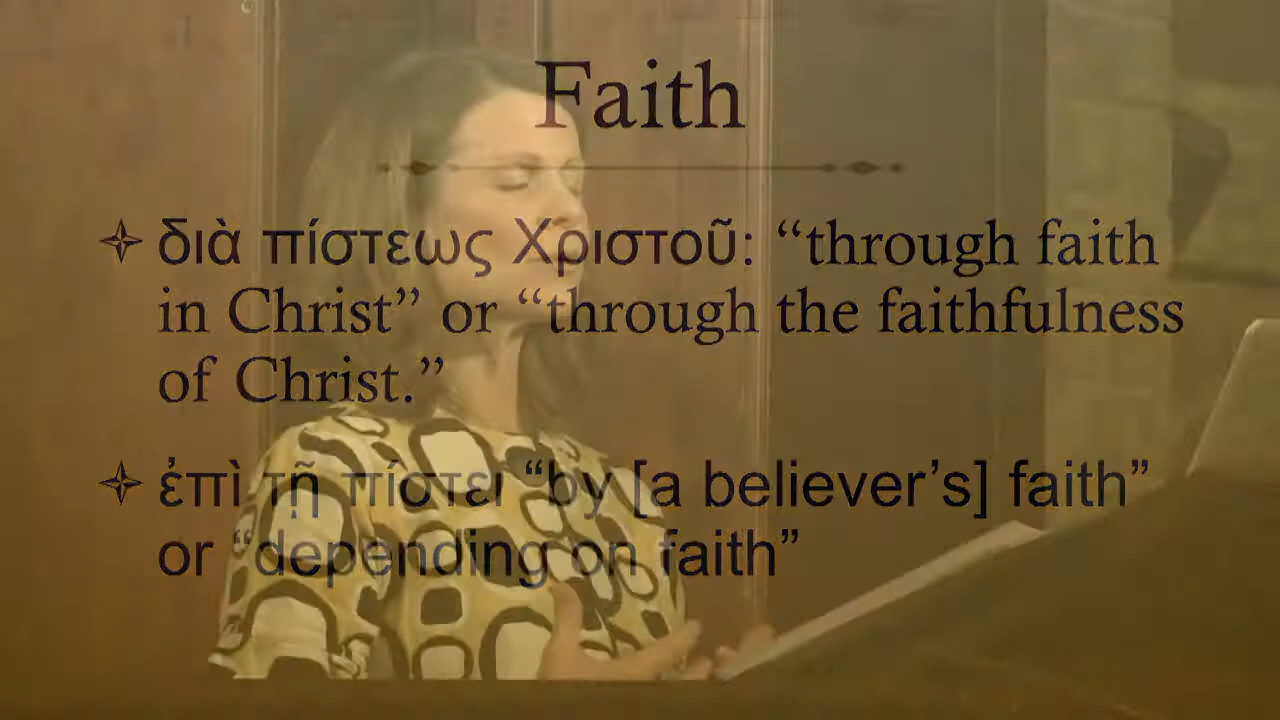 Faith
διὰ πίστεως Χριστοῦ: “through faith
in Christ” or “through the faithfulness
of Christ.”
ἐπὶ τῇ πίστει “by [a believer’s] faith”
or “depending on faith”